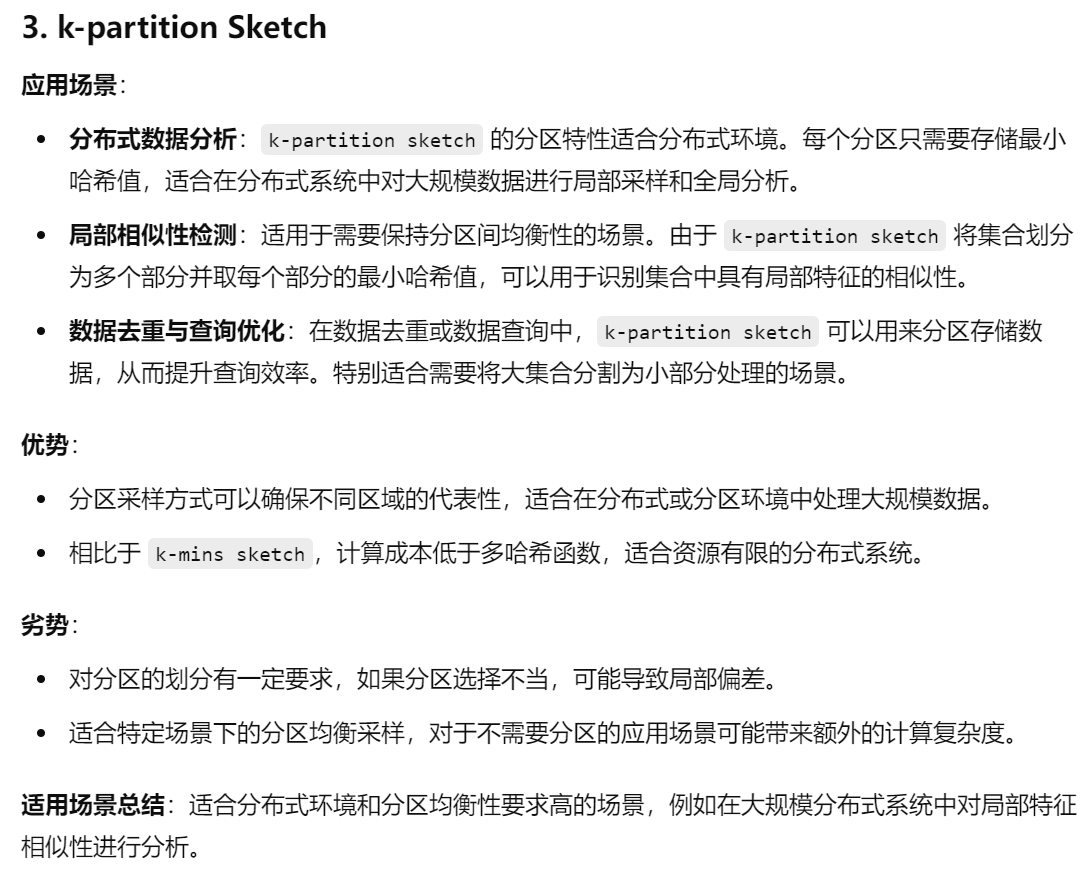 3. k-partition Sketch
应用场景：
• 分布式数据分析：k-partition sketch 的分区特性适合分布式环境。每个分区只需要存储最小
哈希值，适合在分布式系统中对大规模数据进行局部采样和全局分析。
• 局部相似性检测：适用于需要保持分区间均衡性的场景。由于 k-partition sketch 将集合划分
为多个部分并取每个部分的最小哈希值，可以用于识别集合中具有局部特征的相似性。
• 数据去重与查询优化：在数据去重或数据查询中，k-partition sketch 可以用来分区存储数
据，从而提升查询效率。特别适合需要将大集合分割为小部分处理的场景。
优势：
• 分区采样方式可以确保不同区域的代表性，适合在分布式或分区环境中处理大规模数据。
• 相比于 k-mins sketch，计算成本低于多哈希函数，适合资源有限的分布式系统。
劣势：
• 对分区的划分有一定要求，如果分区选择不当，可能导致局部偏差。
• 适合特定场景下的分区均衡采样，对于不需要分区的应用场景可能带来额外的计算复杂度。
适用场景总结：适合分布式环境和分区均衡性要求高的场景，例如在大规模分布式系统中对局部特征
相似性进行分析。